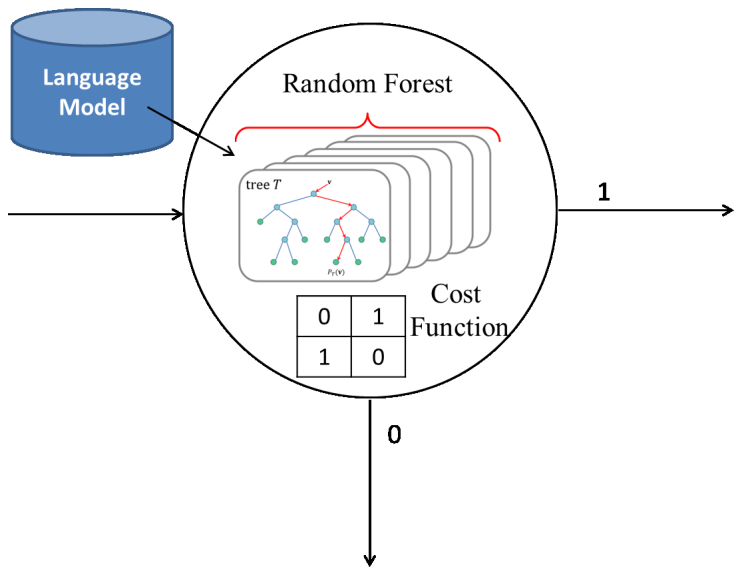 Language
Model
Random Forest
tree T
v
P_T(v)
1
0 1
1 0
Cost
Function
0